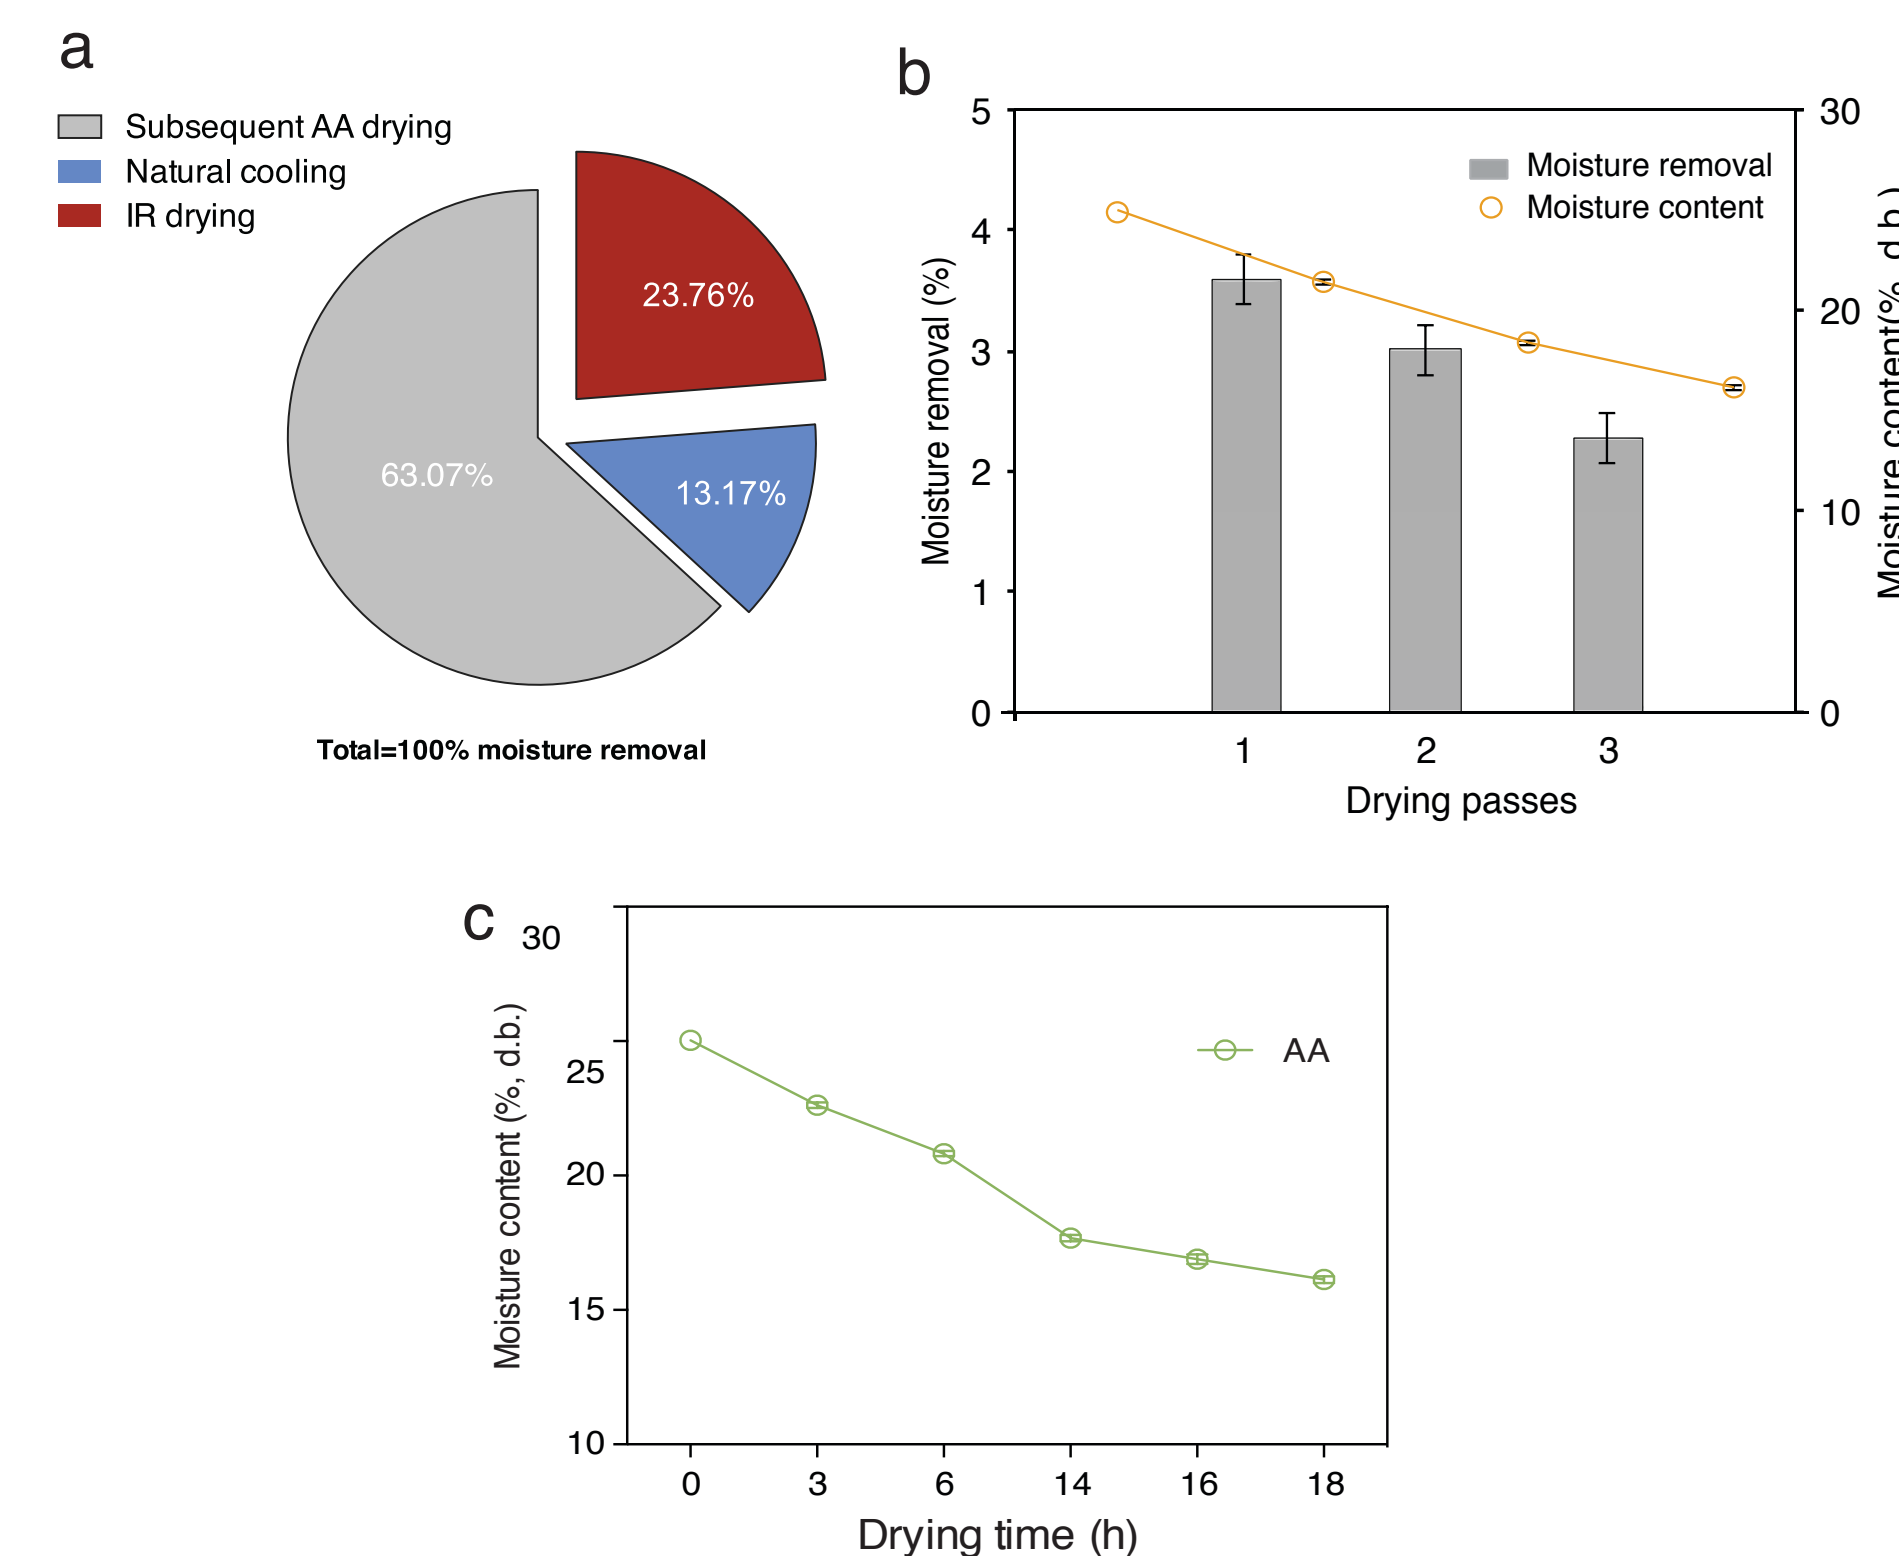 a
Subsequent AA drying
Natural cooling
IR drying
23.76%
63.07%
13.17%
Total=100% moisture removal
b
5
4
3
2
1
0
Moisture removal (%)
Moisture removal
Moisture content
30
20
10
0
Moisture content(%, d.b.)
1 2 3
Drying passes
c
30
25
20
15
10
Moisture content (%, d.b.)
AA
0 3 6 14 16 18
Drying time (h)